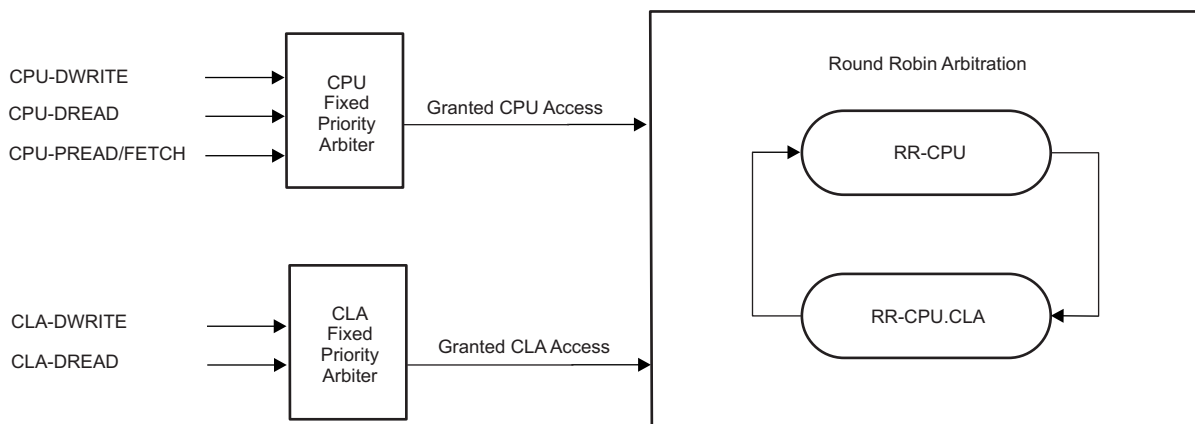 CPU-DWRITE
CPU-DREAD
CPU-PREAD/FETCH
CPU
Fixed
Priority
Arbiter
Granted CPU Access
CLA-DWRITE
CLA-DREAD
CLA
Fixed
Priority
Arbiter
Granted CLA Access
Round Robin Arbitration
RR-CPU
RR-CPU.CLA